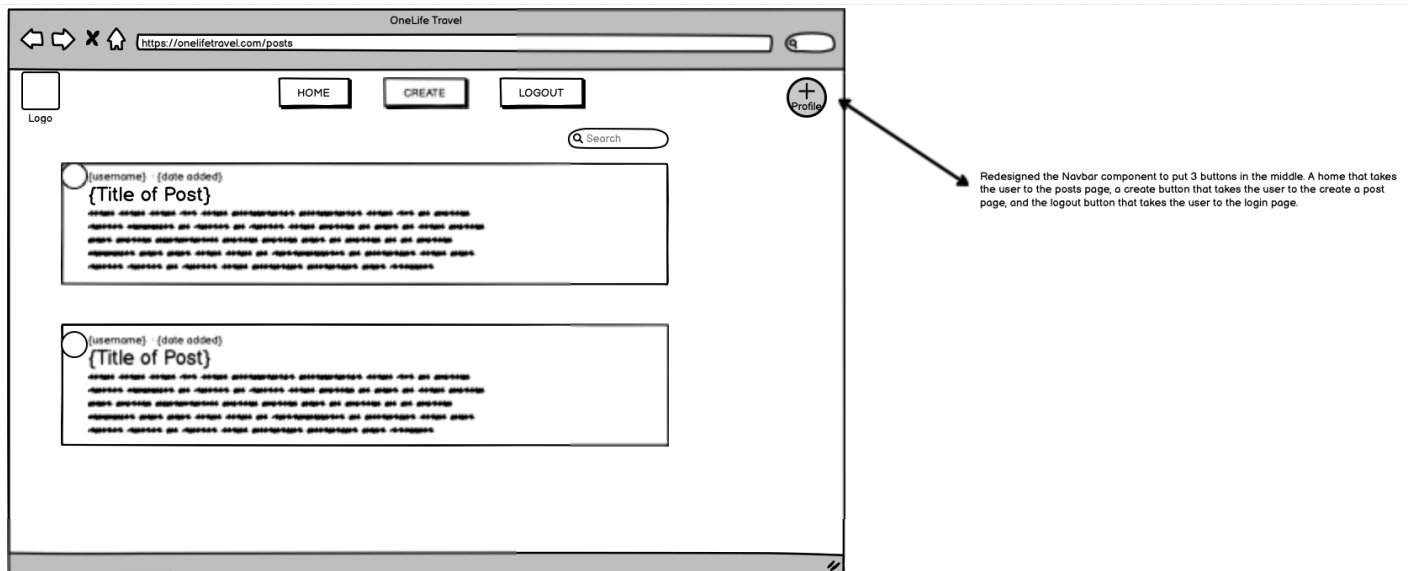 OneLife Travel
https://onelifetravel.com/posts
HOME
CREATE
LOGOUT
Profile
Logo
Search
{username} · {date added}
{Title of Post}
{username} · {date added}
{Title of Post}
Redesigned the Navbar component to put 3 buttons in the middle. A home that takes
the user to the posts page, a create button that takes the user to the create a post
page, and the logout button that takes the user to the login page.